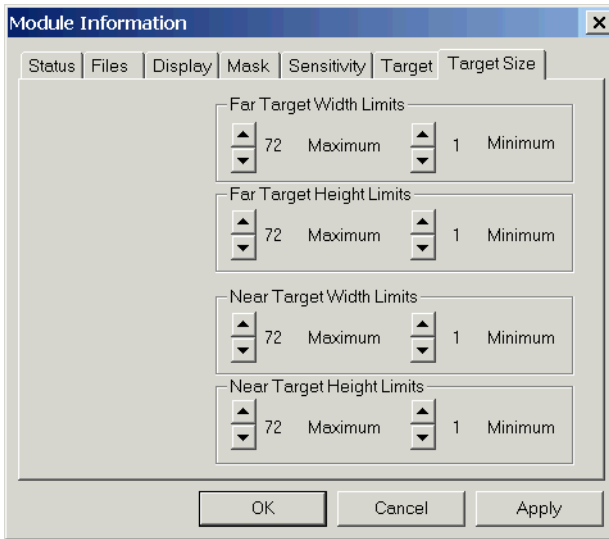 Module Information
Status Files Display Mask Sensitivity Target Target Size
Far Target Width Limits
72 Maximum 1 Minimum
Far Target Height Limits
72 Maximum 1 Minimum
Near Target Width Limits
72 Maximum 1 Minimum
Near Target Height Limits
72 Maximum 1 Minimum
OK Cancel Apply